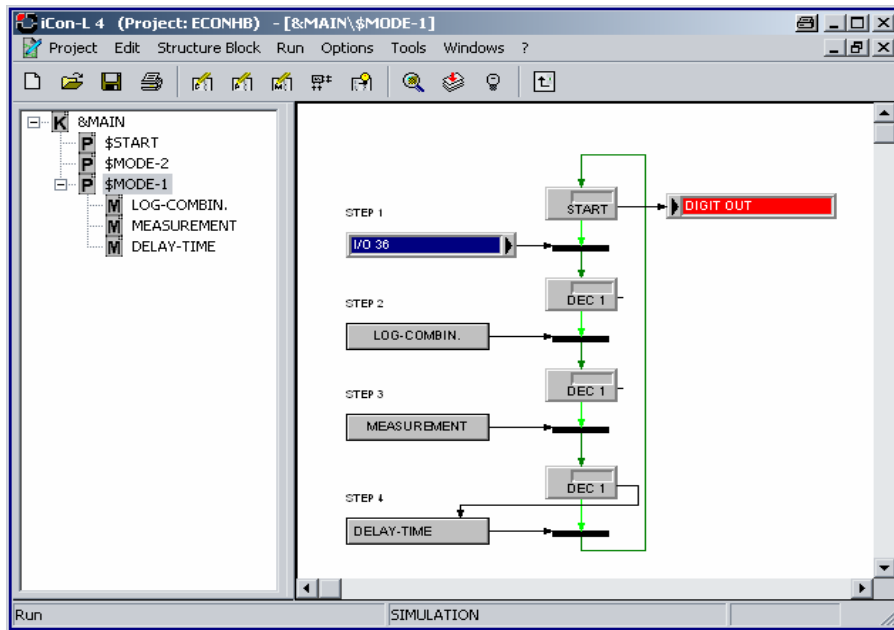 iCon-L 4 (Project: ECONHB) - [&MAIN\$MODE-1]
Project Edit Structure Block Run Options Tools Windows ?
K &MAIN
P $START
P $MODE-2
P $MODE-1
M LOG-COMBIN.
M MEASUREMENT
M DELAY-TIME
START
DIGIT OUT
STEP 1
I/O 36
DEC 1
STEP 2
LOG-COMBIN.
DEC 1
STEP 3
MEASUREMENT
DEC 1
STEP 4
DELAY-TIME
Run
SIMULATION